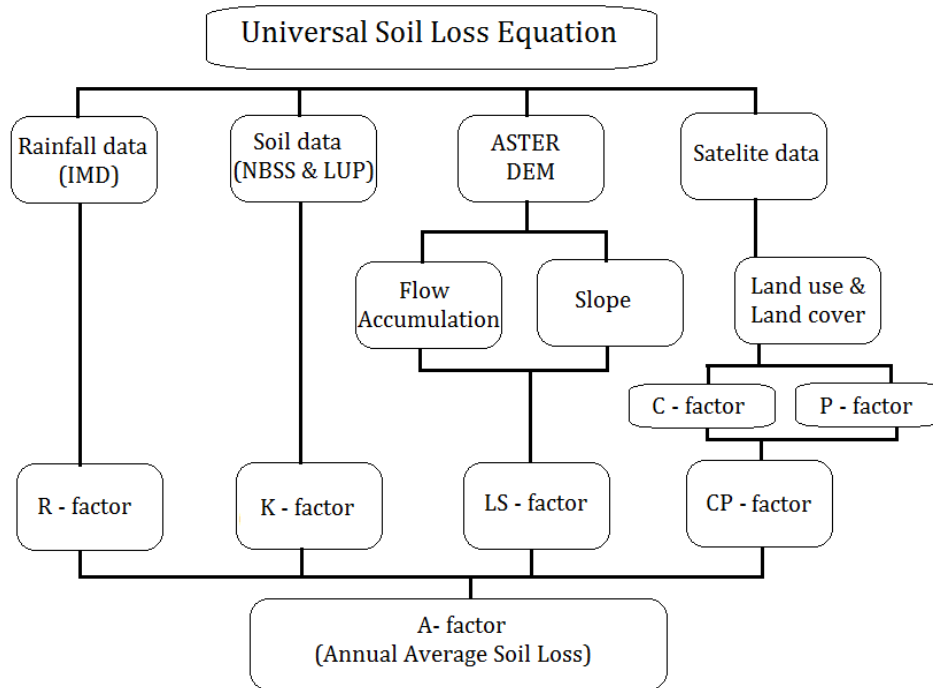 Universal Soil Loss Equation
Rainfall data
(IMD)
Soil data
(NBSS & LUP)
ASTER
DEM
Satelite data
Flow
Accumulation
Slope
Land use &
Land cover
C - factor
P - factor
R - factor
K - factor
LS - factor
CP - factor
A- factor
(Annual Average Soil Loss)